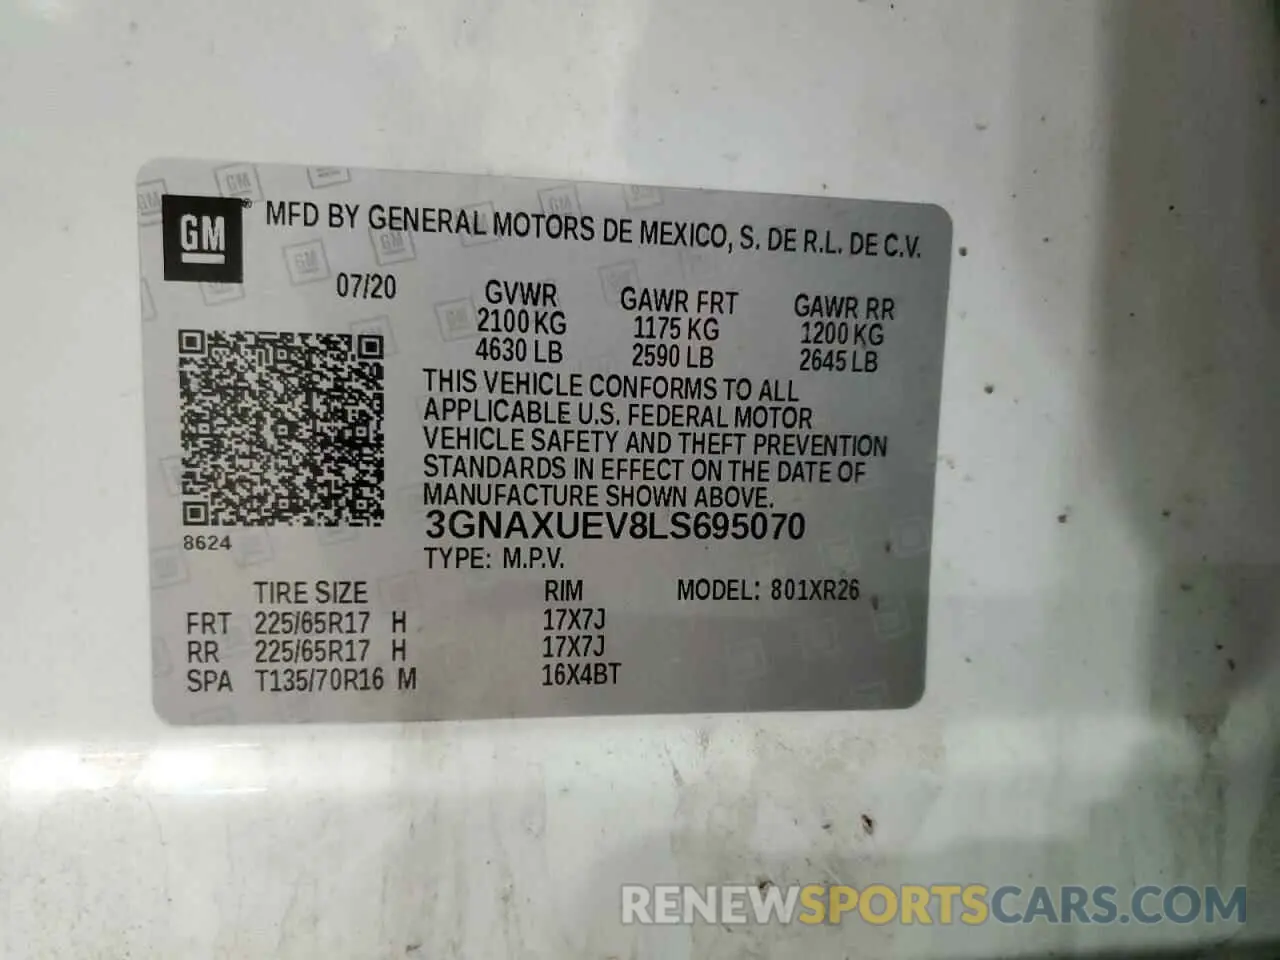 GM® MFD BY GENERAL MOTORS DE MEXICO, S. DE R.L. DE C.V.
07/20 GVWR GAWR FRT GAWR RR
2100 KG 1175 KG 1200 KG
4630 LB 2590 LB 2645 LB
THIS VEHICLE CONFORMS TO ALL
APPLICABLE U.S. FEDERAL MOTOR
VEHICLE SAFETY AND THEFT PREVENTION
STANDARDS IN EFFECT ON THE DATE OF
MANUFACTURE SHOWN ABOVE.
3GNAXUEV8LS695070
8624
TYPE: M.P.V.
TIRE SIZE RIM MODEL: 801XR26
FRT 225/65R17 H 17X7J
RR 225/65R17 H 17X7J
SPA T135/70R16 M 16X4BT
RENEWSPORTSCARS.COM